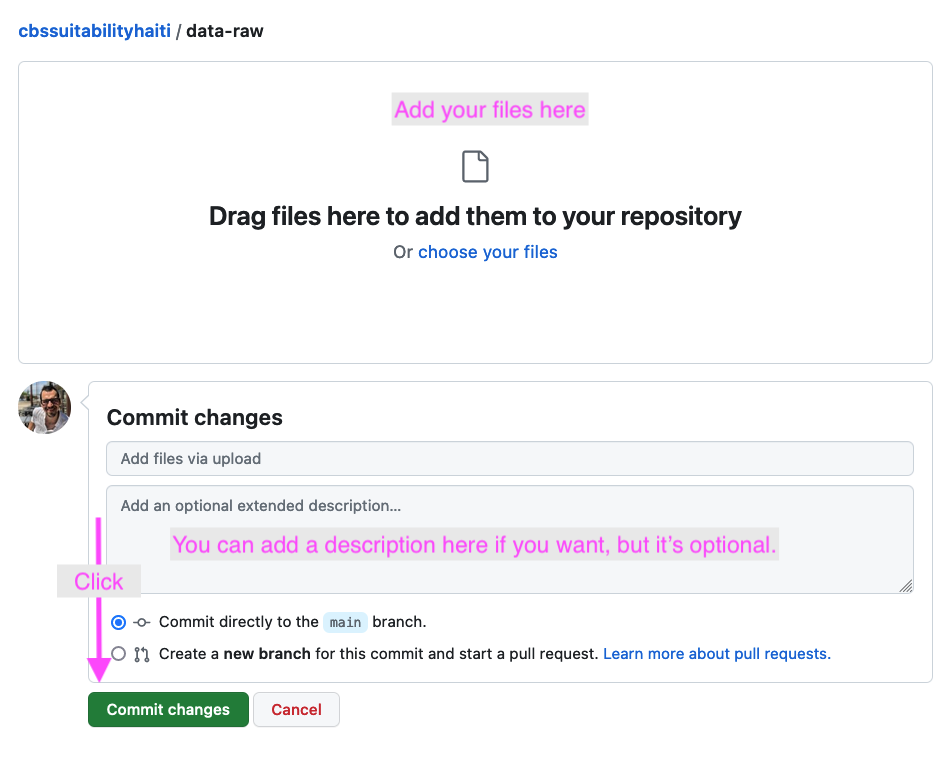 cbssuitabilityhaiti / data-raw
Add your files here
Drag files here to add them to your repository
Or choose your files
Commit changes
Add files via upload
Add an optional extended description...
You can add a description here if you want, but it's optional.
Click
Commit directly to the main branch.
Create a new branch for this commit and start a pull request. Learn more about pull requests.
Commit changes
Cancel